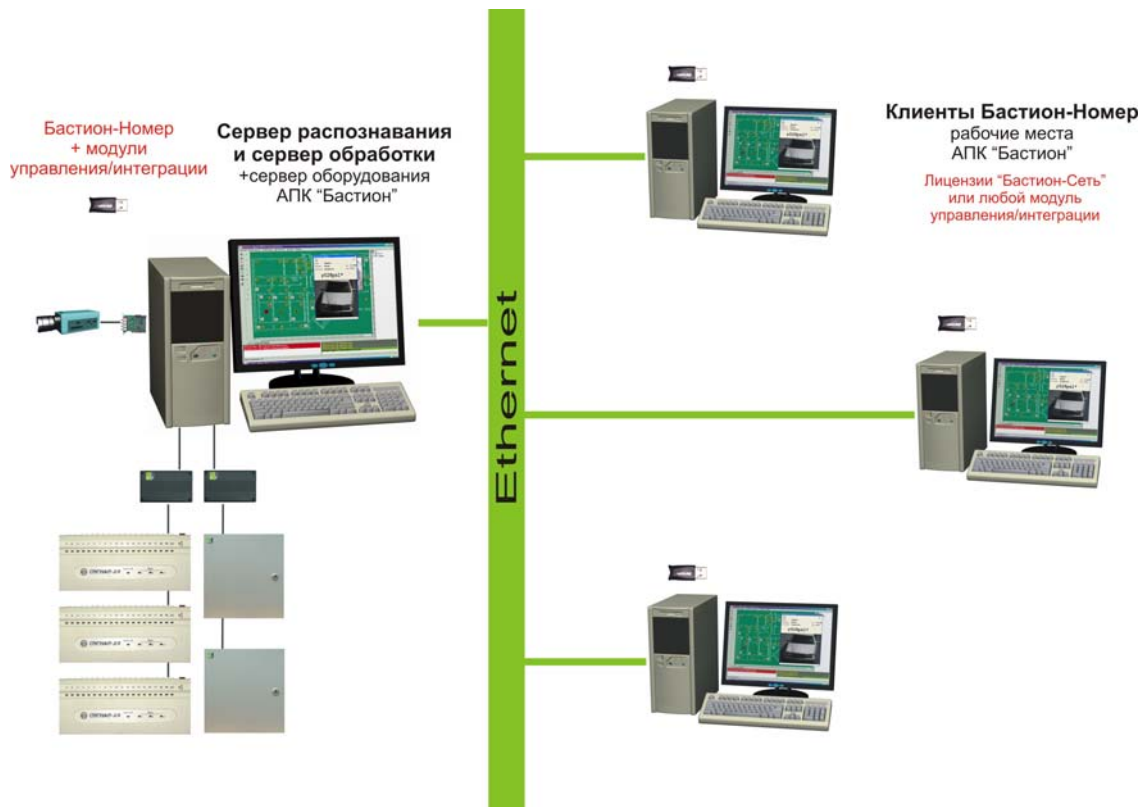 Бастион-Номер
+ модули
управления/интеграции
Сервер распознавания
и сервер обработки
+сервер оборудования
АПК “Бастион”
Ethernet
Клиенты Бастион-Номер
рабочие места
АПК “Бастион”
Лицензии “Бастион-Сеть”
или любой модуль
управления/интеграции